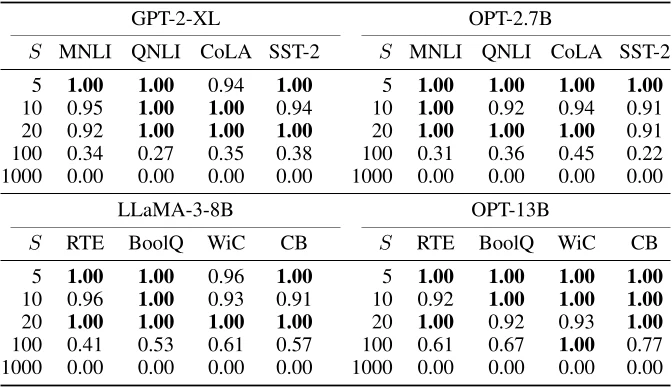 GPT-2-XL OPT-2.7B
S MNLI QNLI CoLA SST-2 S MNLI QNLI CoLA SST-2
5 1.00 1.00 0.94 1.00 5 1.00 1.00 1.00 1.00
10 0.95 1.00 1.00 0.94 10 1.00 0.92 0.94 0.91
20 0.92 1.00 1.00 1.00 20 1.00 1.00 1.00 0.91
100 0.34 0.27 0.35 0.38 100 0.31 0.36 0.45 0.22
1000 0.00 0.00 0.00 0.00 1000 0.00 0.00 0.00 0.00
LLaMA-3-8B OPT-13B
S RTE BoolQ WiC CB S RTE BoolQ WiC CB
5 1.00 1.00 0.96 1.00 5 1.00 1.00 1.00 1.00
10 0.96 1.00 0.93 0.91 10 0.92 1.00 1.00 1.00
20 1.00 1.00 1.00 1.00 20 1.00 0.92 0.93 1.00
100 0.41 0.53 0.61 0.57 100 0.61 0.67 1.00 0.77
1000 0.00 0.00 0.00 0.00 1000 0.00 0.00 0.00 0.00